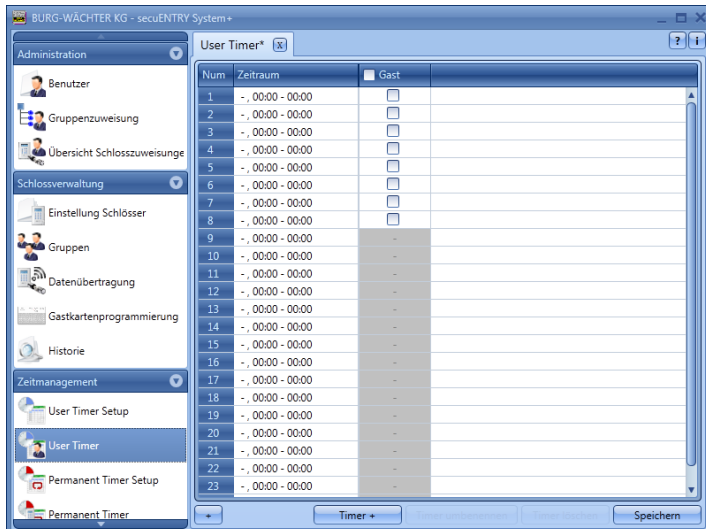 BURG-WÄCHTER KG - secuENTRY System+
Administration
Benutzer
Gruppenzuweisung
Übersicht Schlosszuweisunge
Schlossverwaltung
Einstellung Schlösser
Gruppen
Datenübertragung
Gastkartenprogrammierung
Historie
Zeitmanagement
User Timer Setup
User Timer
Permanent Timer Setup
Permanent Timer
User Timer* x
? i
Num Zeitraum Gast
1 - , 00:00 - 00:00
2 - , 00:00 - 00:00
3 - , 00:00 - 00:00
4 - , 00:00 - 00:00
5 - , 00:00 - 00:00
6 - , 00:00 - 00:00
7 - , 00:00 - 00:00
8 - , 00:00 - 00:00
9 - , 00:00 - 00:00 -
10 - , 00:00 - 00:00 -
11 - , 00:00 - 00:00 -
12 - , 00:00 - 00:00 -
13 - , 00:00 - 00:00 -
14 - , 00:00 - 00:00 -
15 - , 00:00 - 00:00 -
16 - , 00:00 - 00:00 -
17 - , 00:00 - 00:00 -
18 - , 00:00 - 00:00 -
19 - , 00:00 - 00:00 -
20 - , 00:00 - 00:00 -
21 - , 00:00 - 00:00 -
22 - , 00:00 - 00:00 -
23 - , 00:00 - 00:00 -
+ Timer + Speichern